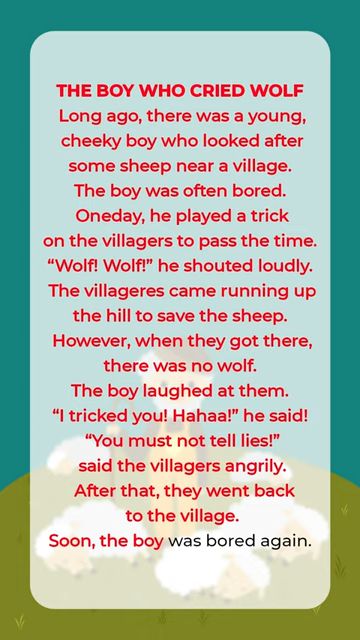 THE BOY WHO CRIED WOLF
Long ago, there was a young,
cheeky boy who looked after
some sheep near a village.
The boy was often bored.
Oneday, he played a trick
on the villagers to pass the time.
“Wolf! Wolf!” he shouted loudly.
The villageres came running up
the hill to save the sheep.
However, when they got there,
there was no wolf.
The boy laughed at them.
“I tricked you! Hahaa!” he said!
“You must not tell lies!”
said the villagers angrily.
After that, they went back
to the village.
Soon, the boy was bored again.